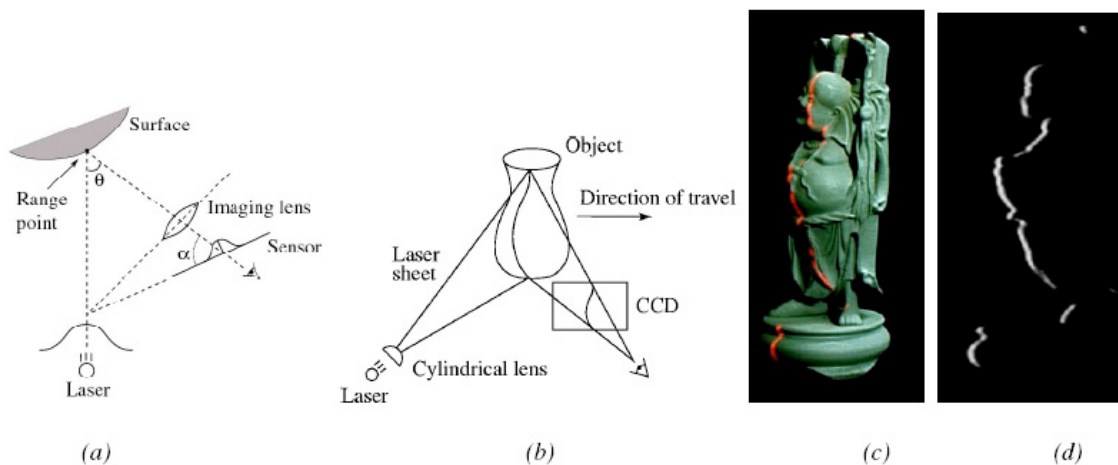 Surface
θ
Range
point
Imaging lens
α
Sensor
Laser
(a)
Object
Direction of travel
Laser
sheet
CCD
Cylindrical lens
Laser
(b)
(c)
(d)